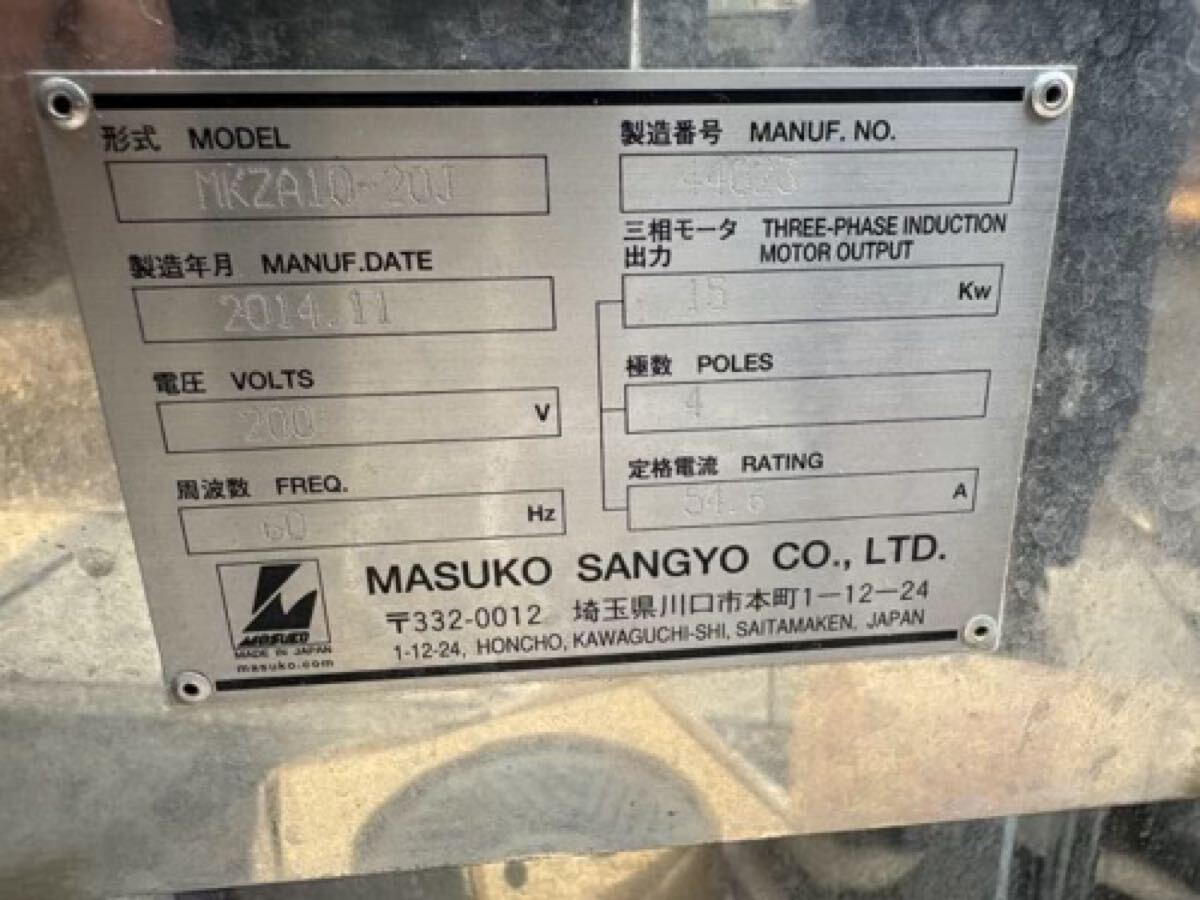 形式 MODEL
MKZA10-20J
製造年月 MANUF.DATE
2014.11
電圧 VOLTS
200 V
周波数 FREQ.
60 Hz
製造番号 MANUF. NO.
三相モータ THREE-PHASE INDUCTION
出力 MOTOR OUTPUT
15 Kw
極数 POLES
4
定格電流 RATING
54.6 A
MASUKO
MADE IN JAPAN
masuko.com
MASUKO SANGYO CO., LTD.
〒332-0012 埼玉県川口市本町1-12-24
1-12-24, HONCHO, KAWAGUCHI-SHI, SAITAMAKEN, JAPAN